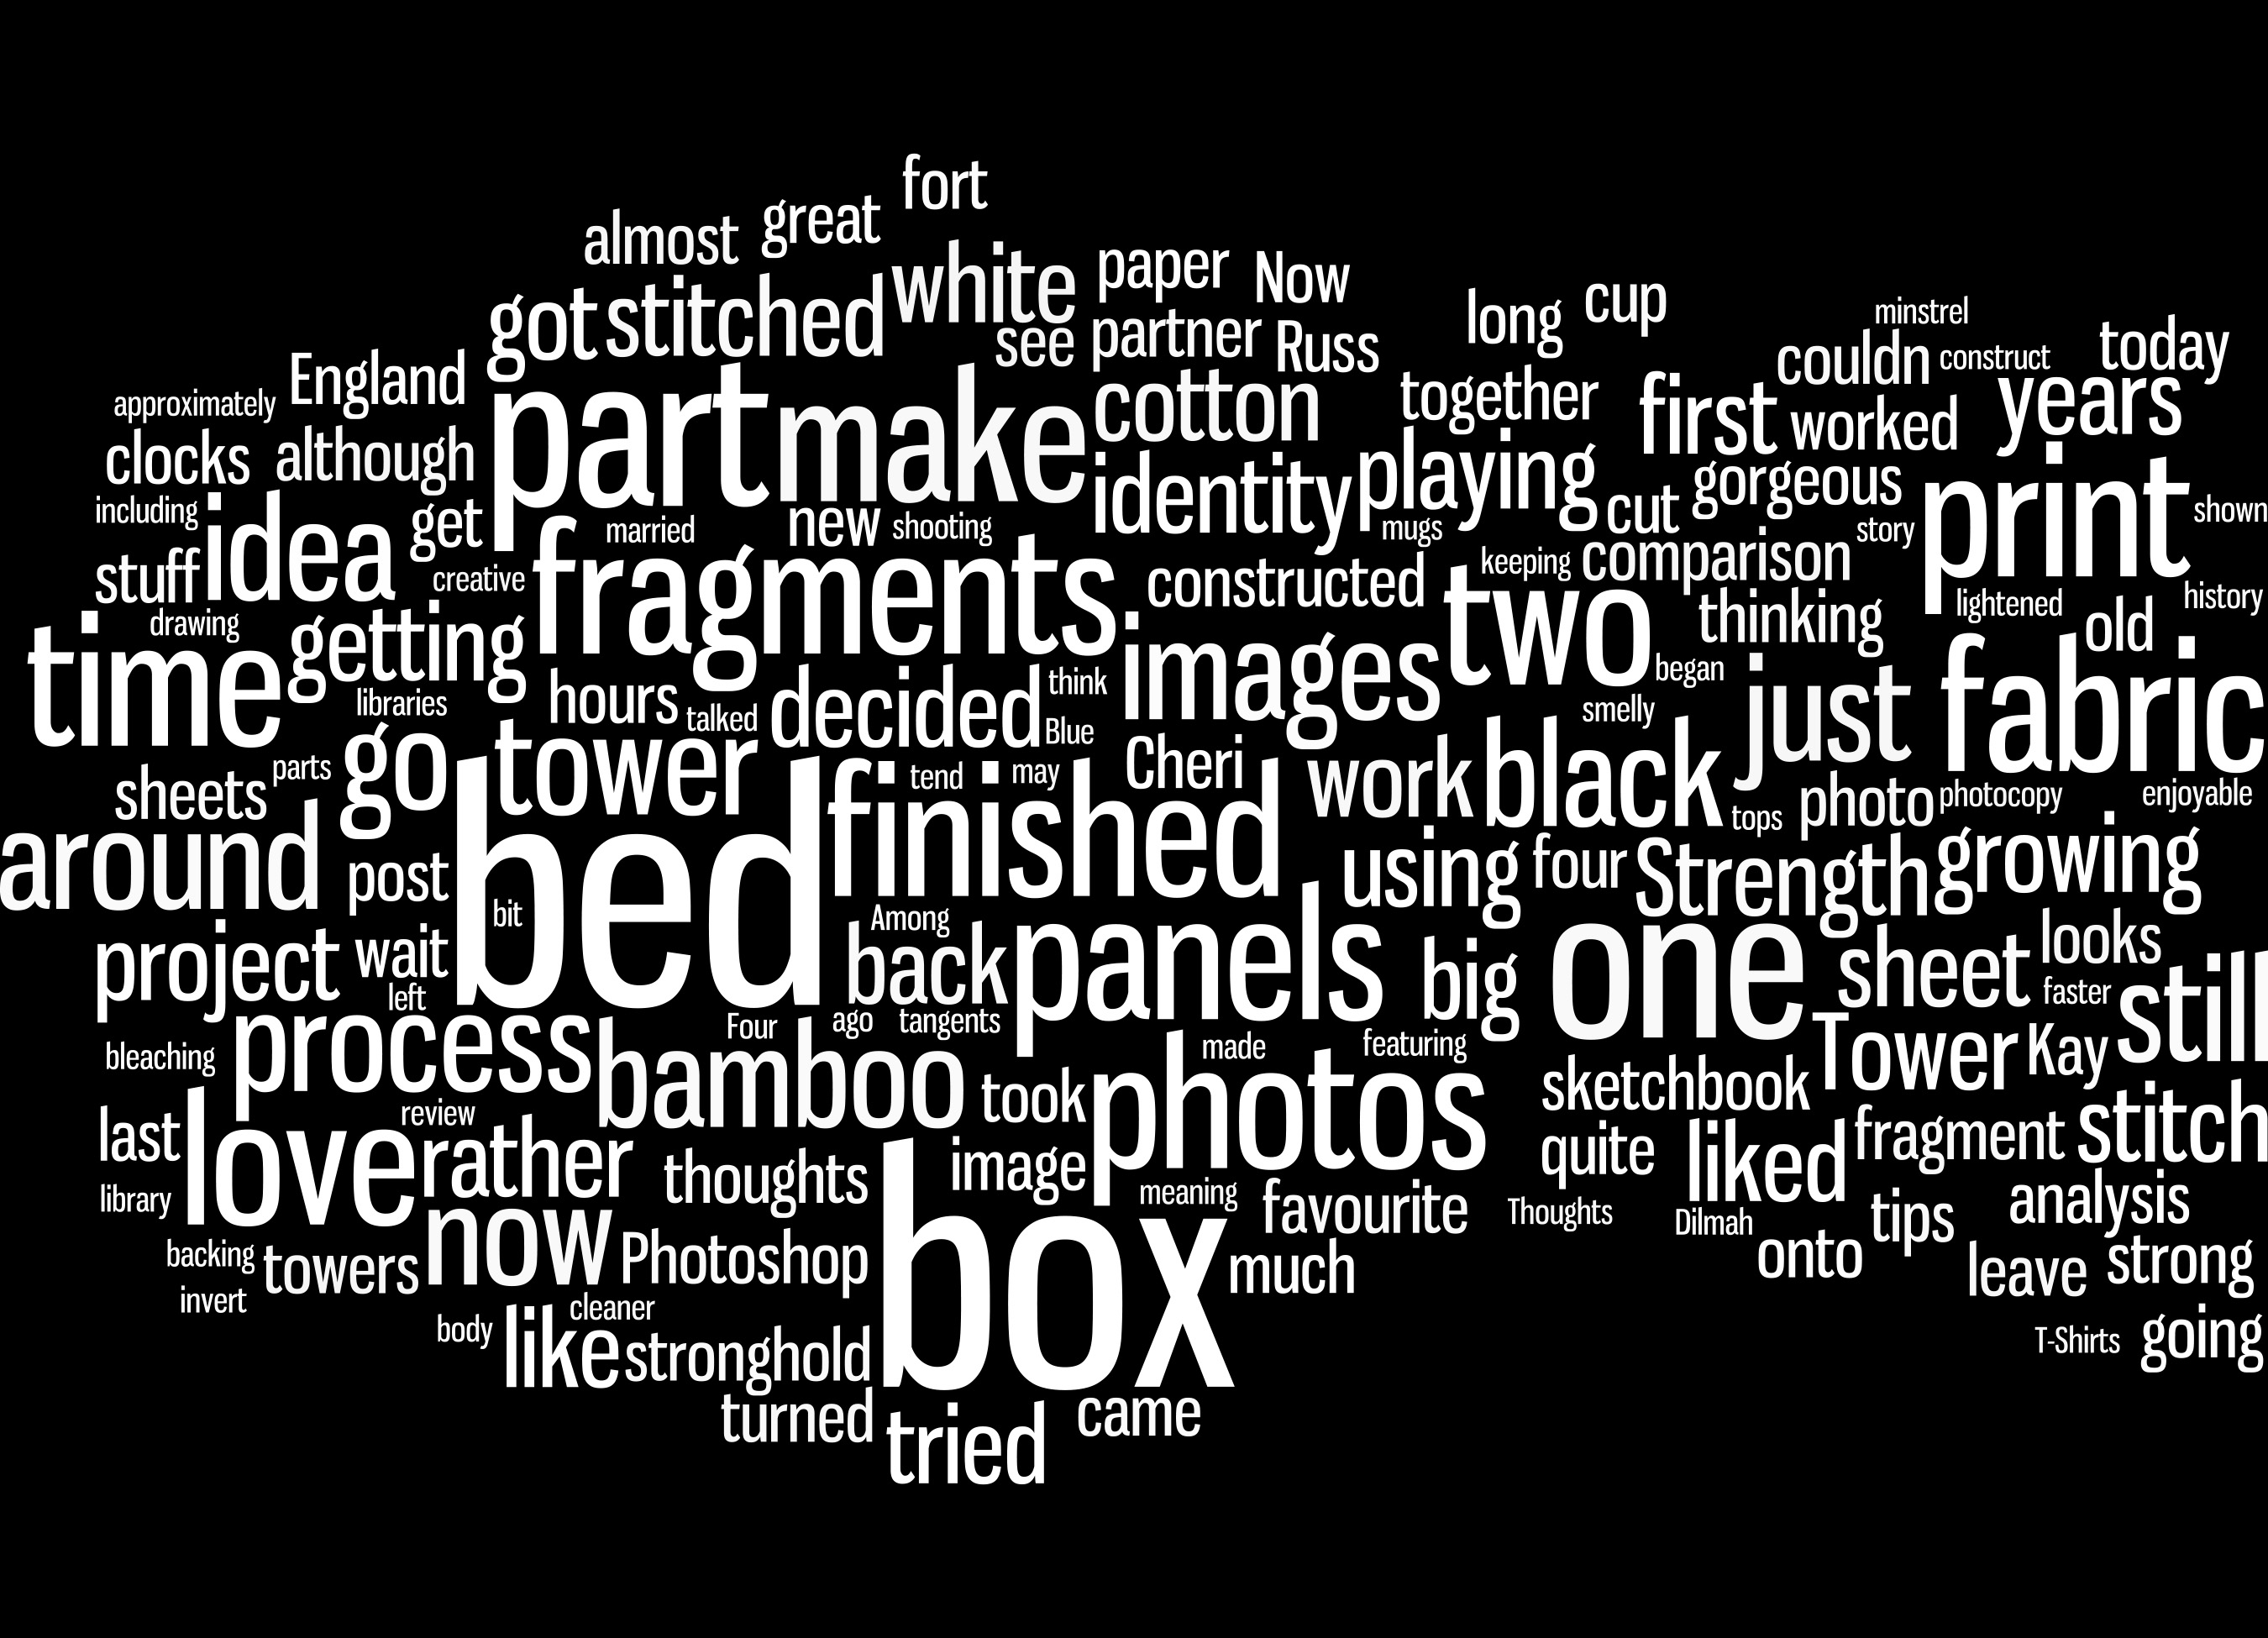 fort
almost great
got stitched white paper Now
see partner Russ long cup minstrel
England couldn construct today
approximately part make cotton together first worked years
clocks although identity playing gorgeous print
including idea get married new shooting mugs cut story shown
stuff creative fragments constructed keeping comparison two
drawing thinking lightened old history
time getting images began just fabric
libraries hours talked decided think Blue smelly
parts go tower Cheri work black
sheets bed finished tend may tops photo photocopy enjoyable
around post using four Strength growing
bit Among
project wait back panels big one sheet looks
left faster still
process Four ago tangents Tower Kay
bleaching bamboo made featuring
took photos sketchbook
last love review rather quite liked fragment stitch
library thoughts image meaning favourite Thoughts Dilmah tips analysis
backing towers now Photoshop box much onto leave strong
invert cleaner
body like stronghold T-Shirts going
turned came
tried